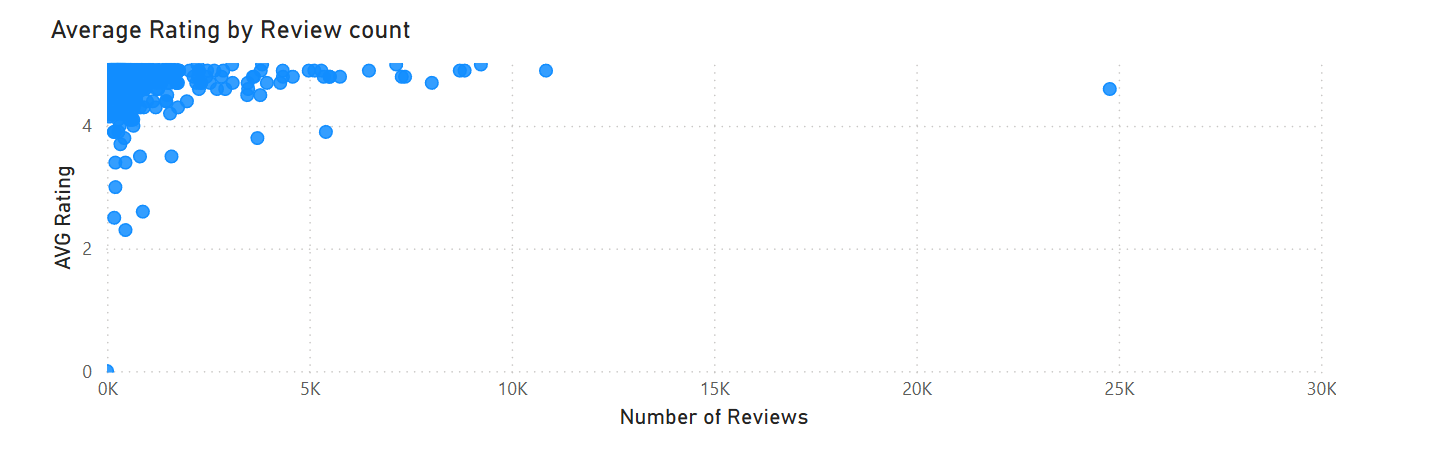 Average Rating by Review count
AVG Rating
4
2
0
0K 5K 10K 15K 20K 25K 30K
Number of Reviews